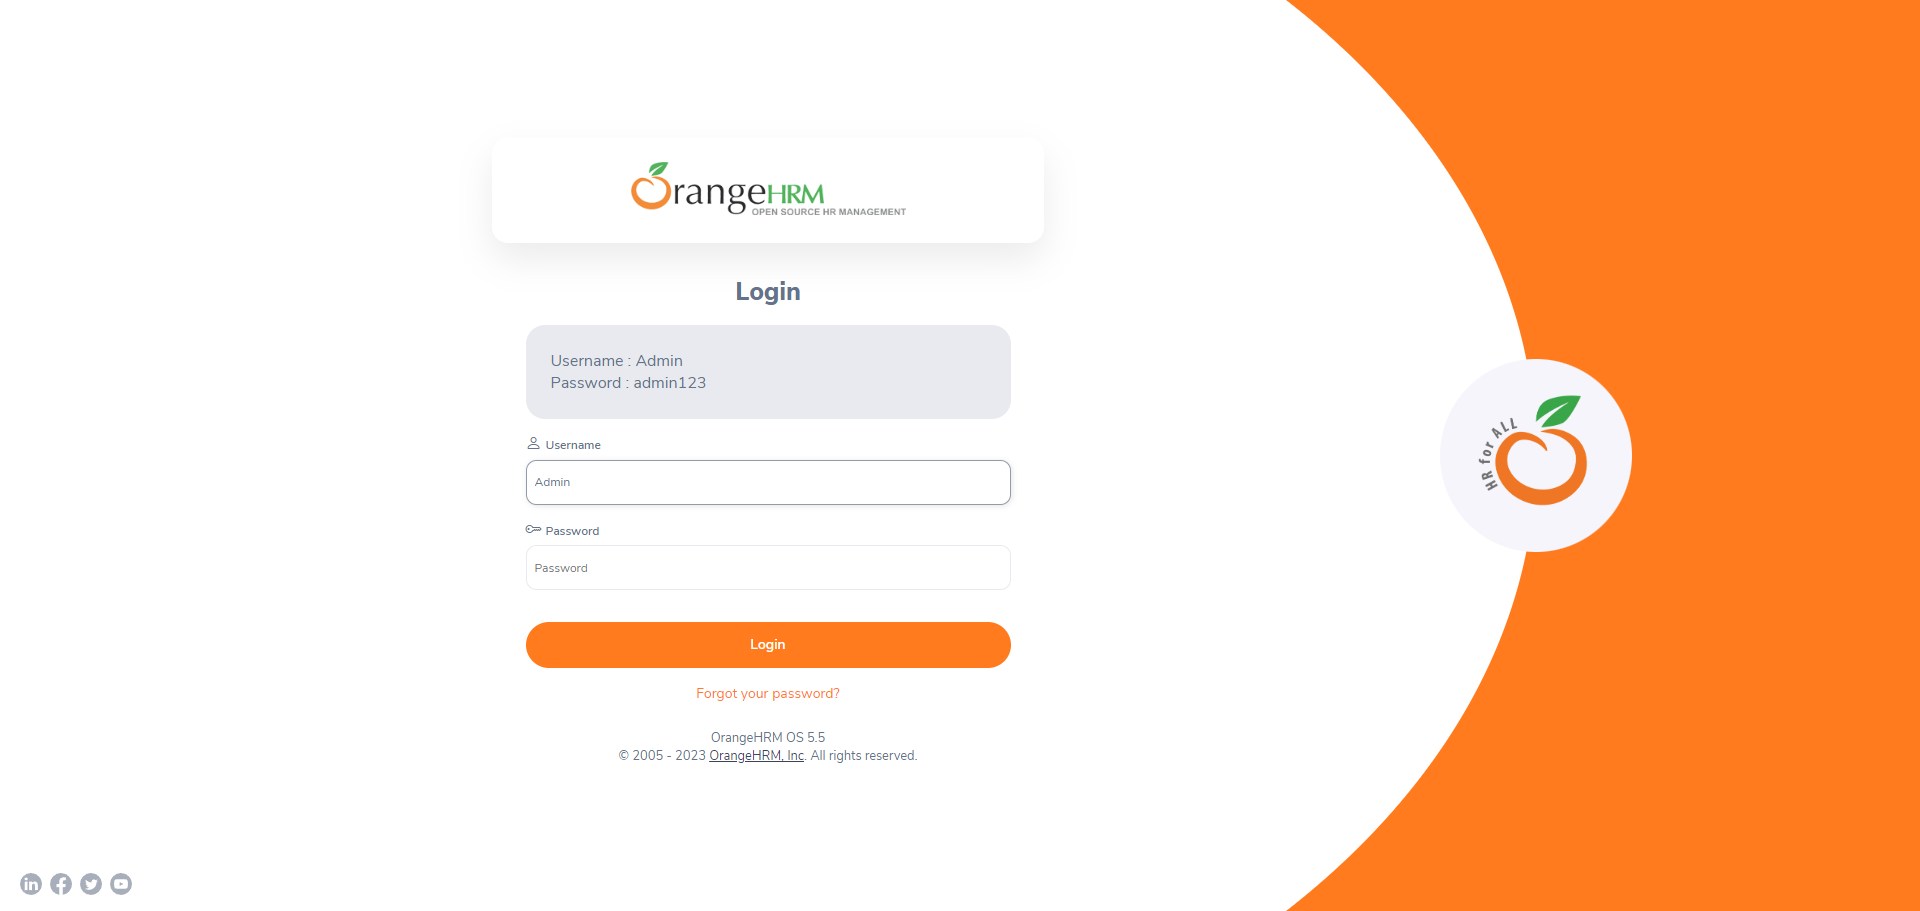 OrangeHRM
OPEN SOURCE HR MANAGEMENT
Login
Username : Admin
Password : admin123
Username
Admin
Password
Password
Login
Forgot your password?
OrangeHRM OS 5.5
© 2005 - 2023 OrangeHRM, Inc. All rights reserved.
HR for ALL
in